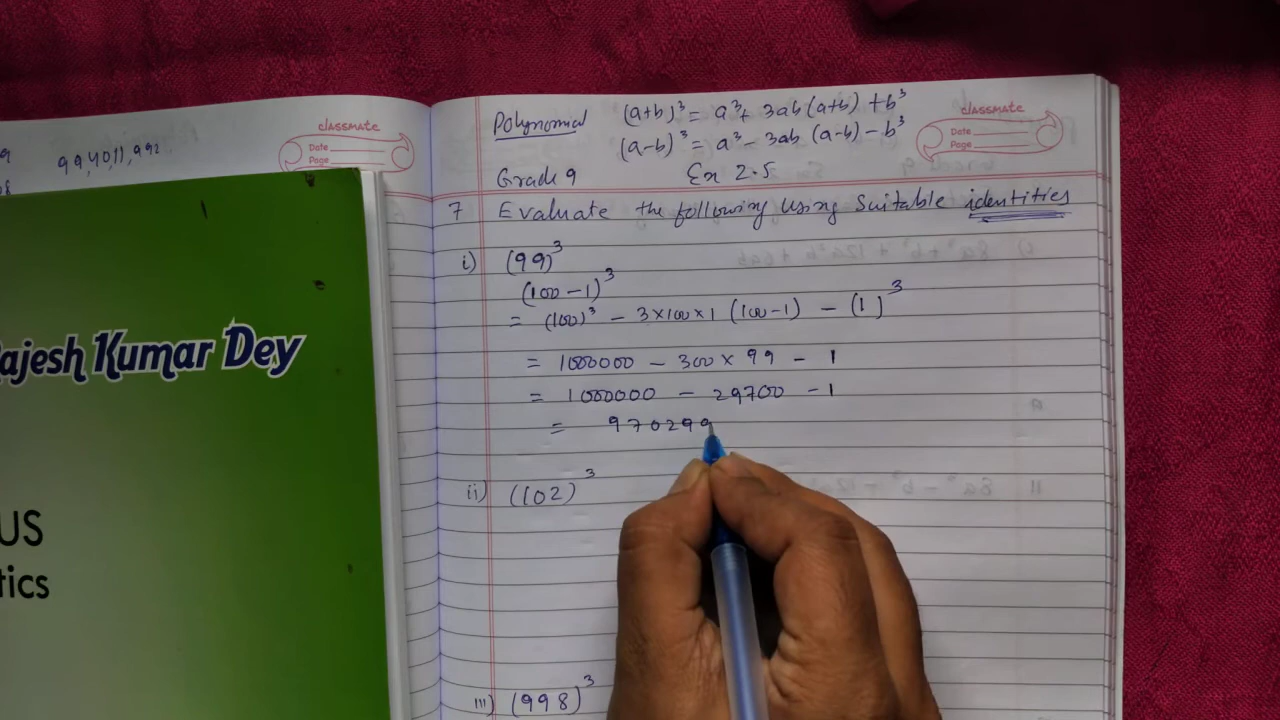 99,4011,992
CLASSMATE
Date
Page
Rajesh Kumar Dey
US
tics
Polynomial (a+b)³ = a³+ 3ab(a+b) + b³
(a-b)³ = a³ - 3ab (a-b) - b³
CLASSMATE
Date
Page
Grade 9 Ex 2.5
7 Evaluate the following using Suitable identities
i) (99)³
(100-1)³
= (100)³ - 3×100×1 (100-1) - (1)³
= 1000000 - 300 × 99 - 1
= 1000000 - 29700 - 1
= 970299
ii) (102)³
iii) (998)³